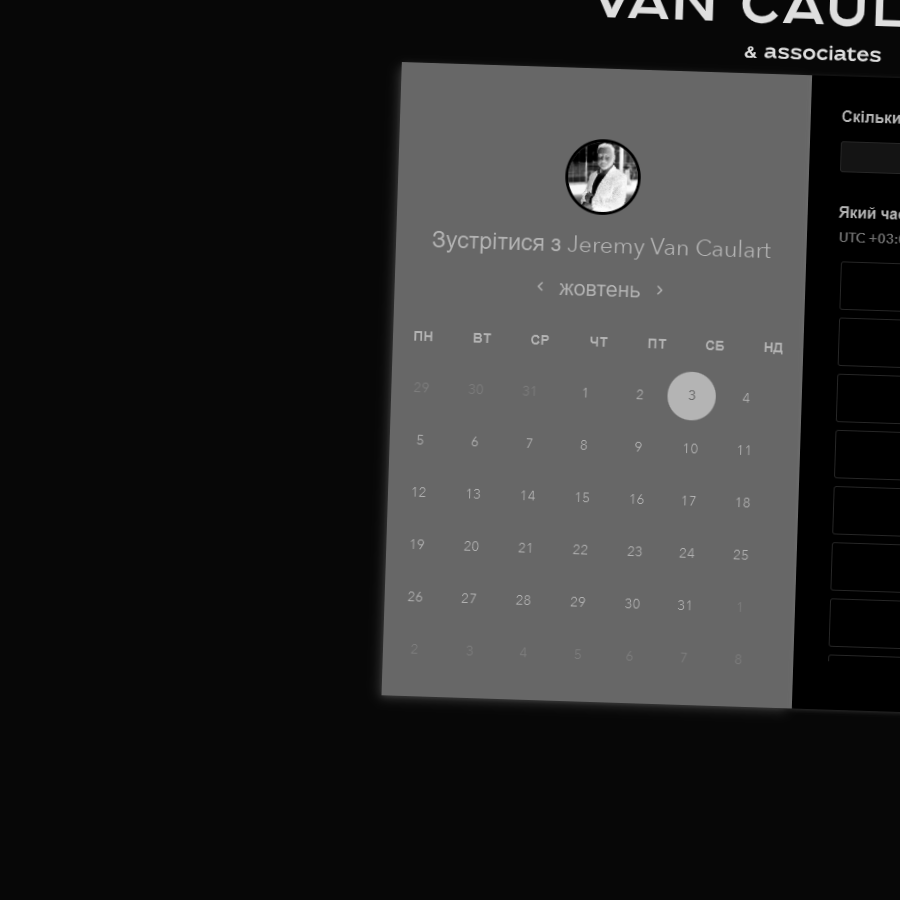 VAN CAUL
& associates
Зустрітися з Jeremy Van Caulart
‹ жовтень ›
ПН ВТ СР ЧТ ПТ СБ НД
29 30 31 1 2 3 4
5 6 7 8 9 10 11
12 13 14 15 16 17 18
19 20 21 22 23 24 25
26 27 28 29 30 31 1
2 3 4 5 6 7 8
Скільки
Який ча
UTC +03: